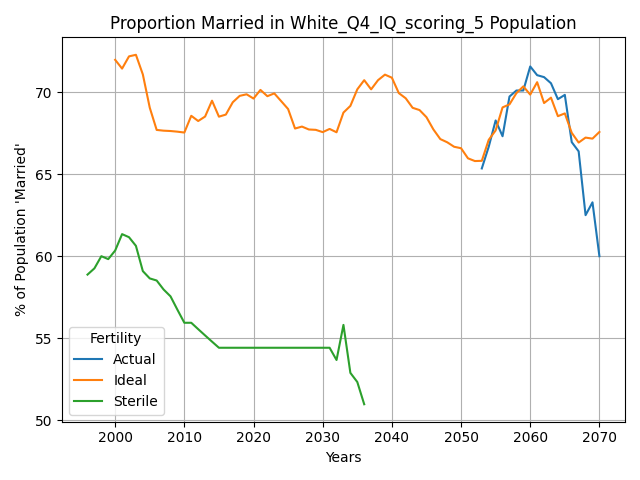 Proportion Married in White_Q4_IQ_scoring_5 Population
% of Population 'Married'
70
65
60
55
50
Fertility
Actual
Ideal
Sterile
2000 2010 2020 2030 2040 2050 2060 2070
Years